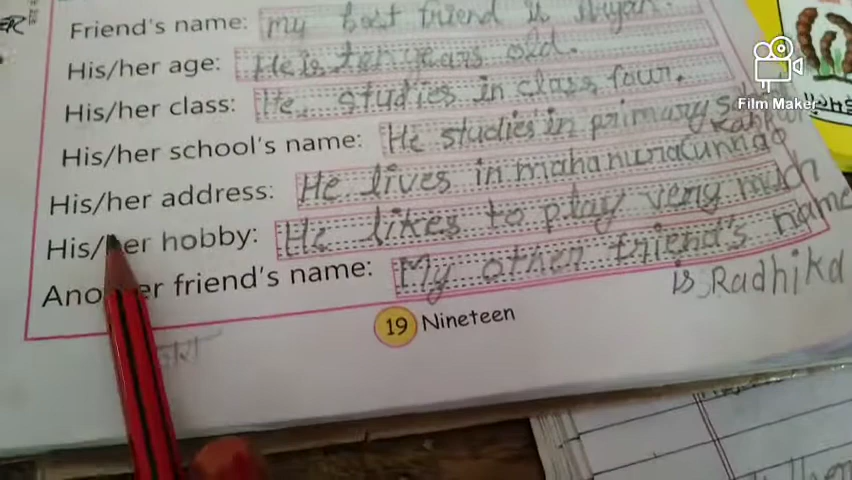 Friend's name: my best friend is
His/her age: He is ten years old.
His/her class: He studies in class four.
His/her school's name: He studies in primary
His/her address: He lives in
His/her hobby: He likes to play very much
Another friend's name: My other friend's name
is Radhika
19 Nineteen
Film Maker